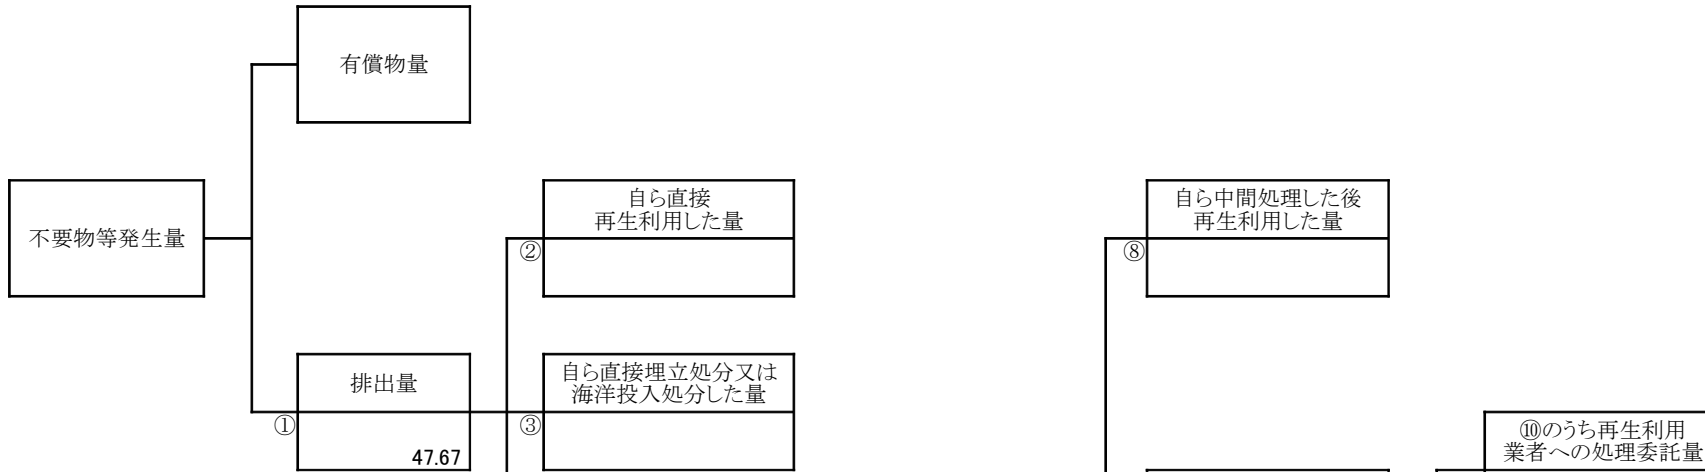 有償物量
不要物等発生量
自ら直接
再生利用した量
②
自ら中間処理した後
再生利用した量
⑧
排出量
①
47.67
自ら直接埋立処分又は
海洋投入処分した量
③
⑩のうち再生利用
業者への処理委託量